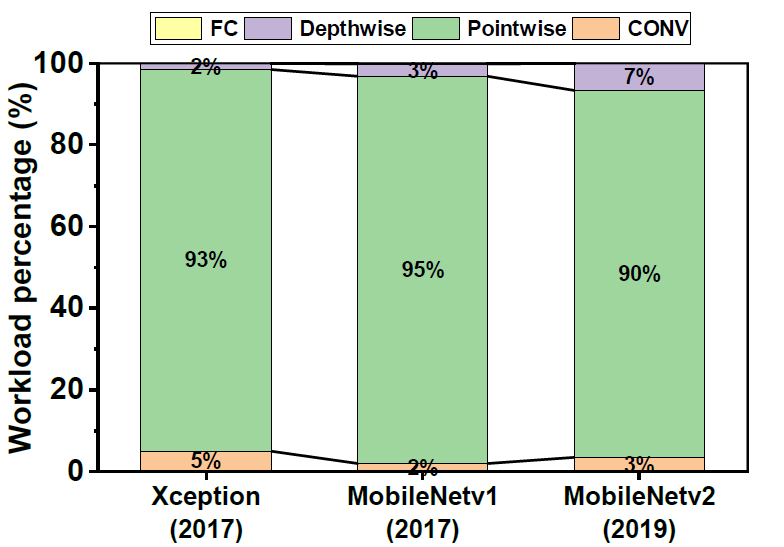 FC Depthwise Pointwise CONV
Workload percentage (%)
100
80
60
40
20
0
2% 3% 7%
93% 95% 90%
5% 2% 3%
Xception MobileNetv1 MobileNetv2
(2017) (2017) (2019)